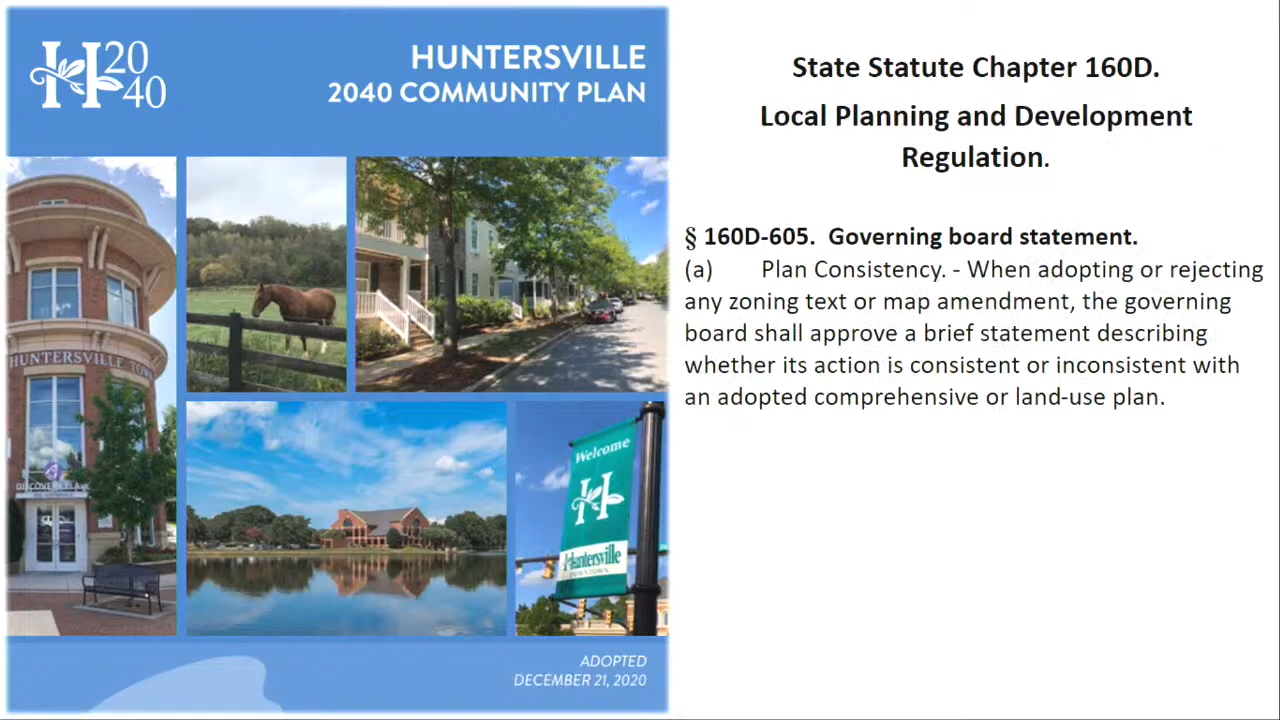 H 20
40
HUNTERSVILLE
2040 COMMUNITY PLAN
HUNTERSVILLE TOW
Welcome
H
Huntersville
DOWNTOWN
ADOPTED
DECEMBER 21, 2020
State Statute Chapter 160D.
Local Planning and Development
Regulation.
§ 160D-605. Governing board statement.
(a) Plan Consistency. - When adopting or rejecting
any zoning text or map amendment, the governing
board shall approve a brief statement describing
whether its action is consistent or inconsistent with
an adopted comprehensive or land-use plan.